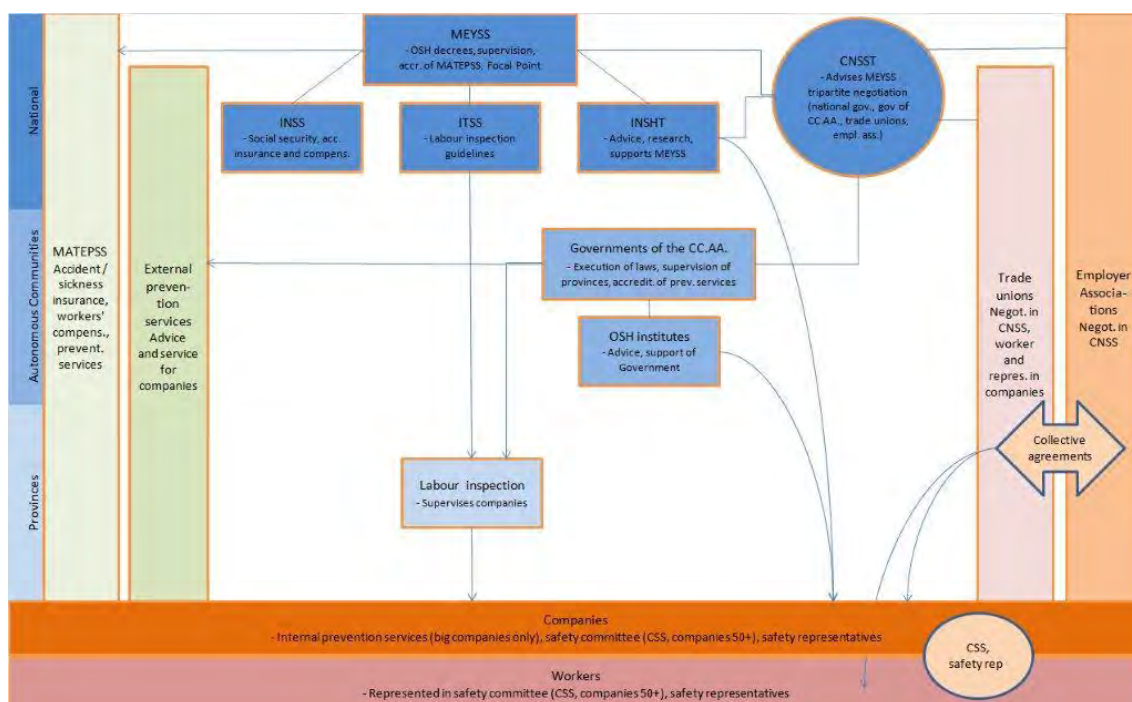 MEYSS
- OSH decrees, supervision,
accr. of MATEPSS. Focal Point
CNSST
- Advises MEYSS
tripartite negotiation
(national gov., gov of
CC.AA., trade unions,
empl. ass.)
National
INSS
- Social security, acc.
insurance and compens.
ITSS
- Labour inspection
guidelines
INSHT
- Advice, research,
supports MEYSS
Autonomous Communities
MATEPSS
Accident/
sickness
insurance,
workers'
compens.,
prevent.
services
External
preven-
tion
services
Advice
and service
for
companies
Governments of the CC.AA.
- Execution of laws, supervision of
provinces, accredit. of prev. services
OSH institutes
- Advice, support of
Government
Trade
unions
Negot. in
CNSS,
worker
and
repres. in
companies
Employer
Associa-
tions
Negot. in
CNSS
Provinces
Collective
agreements
Labour inspection
- Supervises companies
Companies
- Internal prevention services (big companies only), safety committee (CSS, companies 50+), safety representatives
CSS,
safety rep
Workers
- Represented in safety committee (CSS, companies 50+), safety representatives